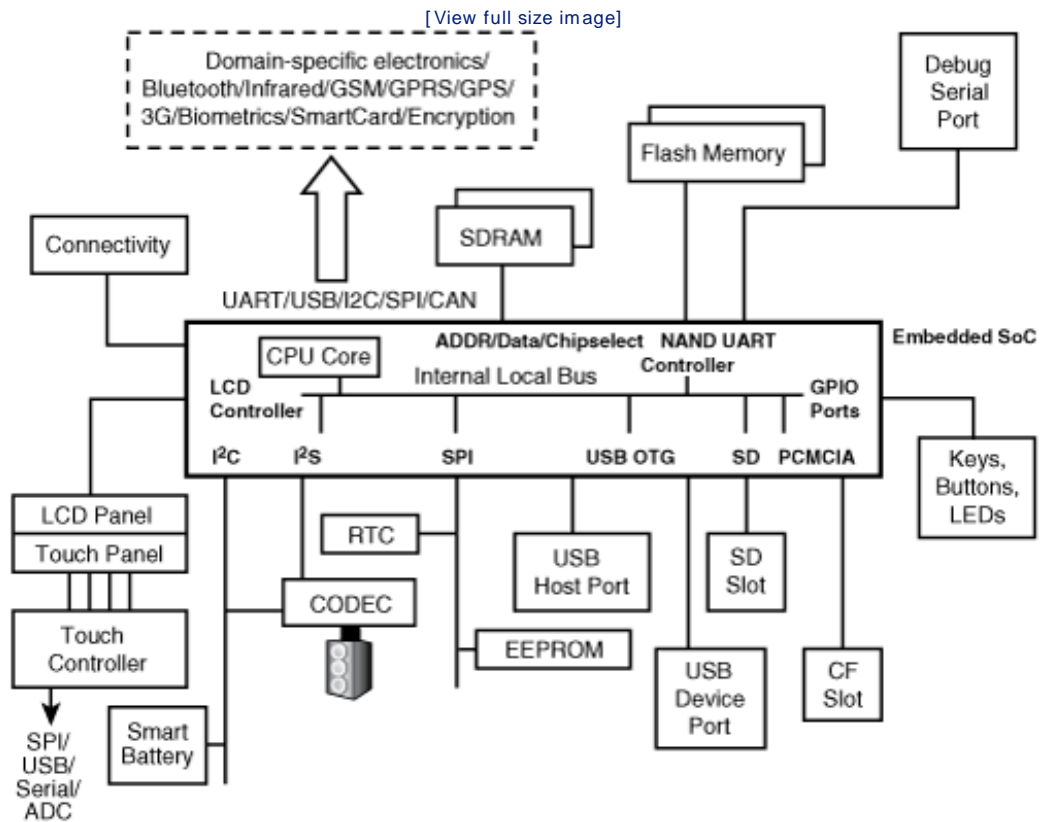 [View full size image]
Domain-specific electronics/
Bluetooth/Infrared/GSM/GPRS/GPS/
3G/Biometrics/SmartCard/Encryption
Debug
Serial
Port
Flash Memory
SDRAM
Connectivity
UART/USB/I2C/SPI/CAN
Embedded SoC
CPU Core
ADDR/Data/Chipselect
NAND
Controller
UART
Internal Local Bus
LCD
Controller
GPIO
Ports
I²C
I²S
SPI
USB OTG
SD
PCMCIA
Keys,
Buttons,
LEDs
LCD Panel
Touch Panel
Touch
Controller
SPI/
USB/
Serial/
ADC
Smart
Battery
RTC
CODEC
EEPROM
USB
Host Port
SD
Slot
USB
Device
Port
CF
Slot